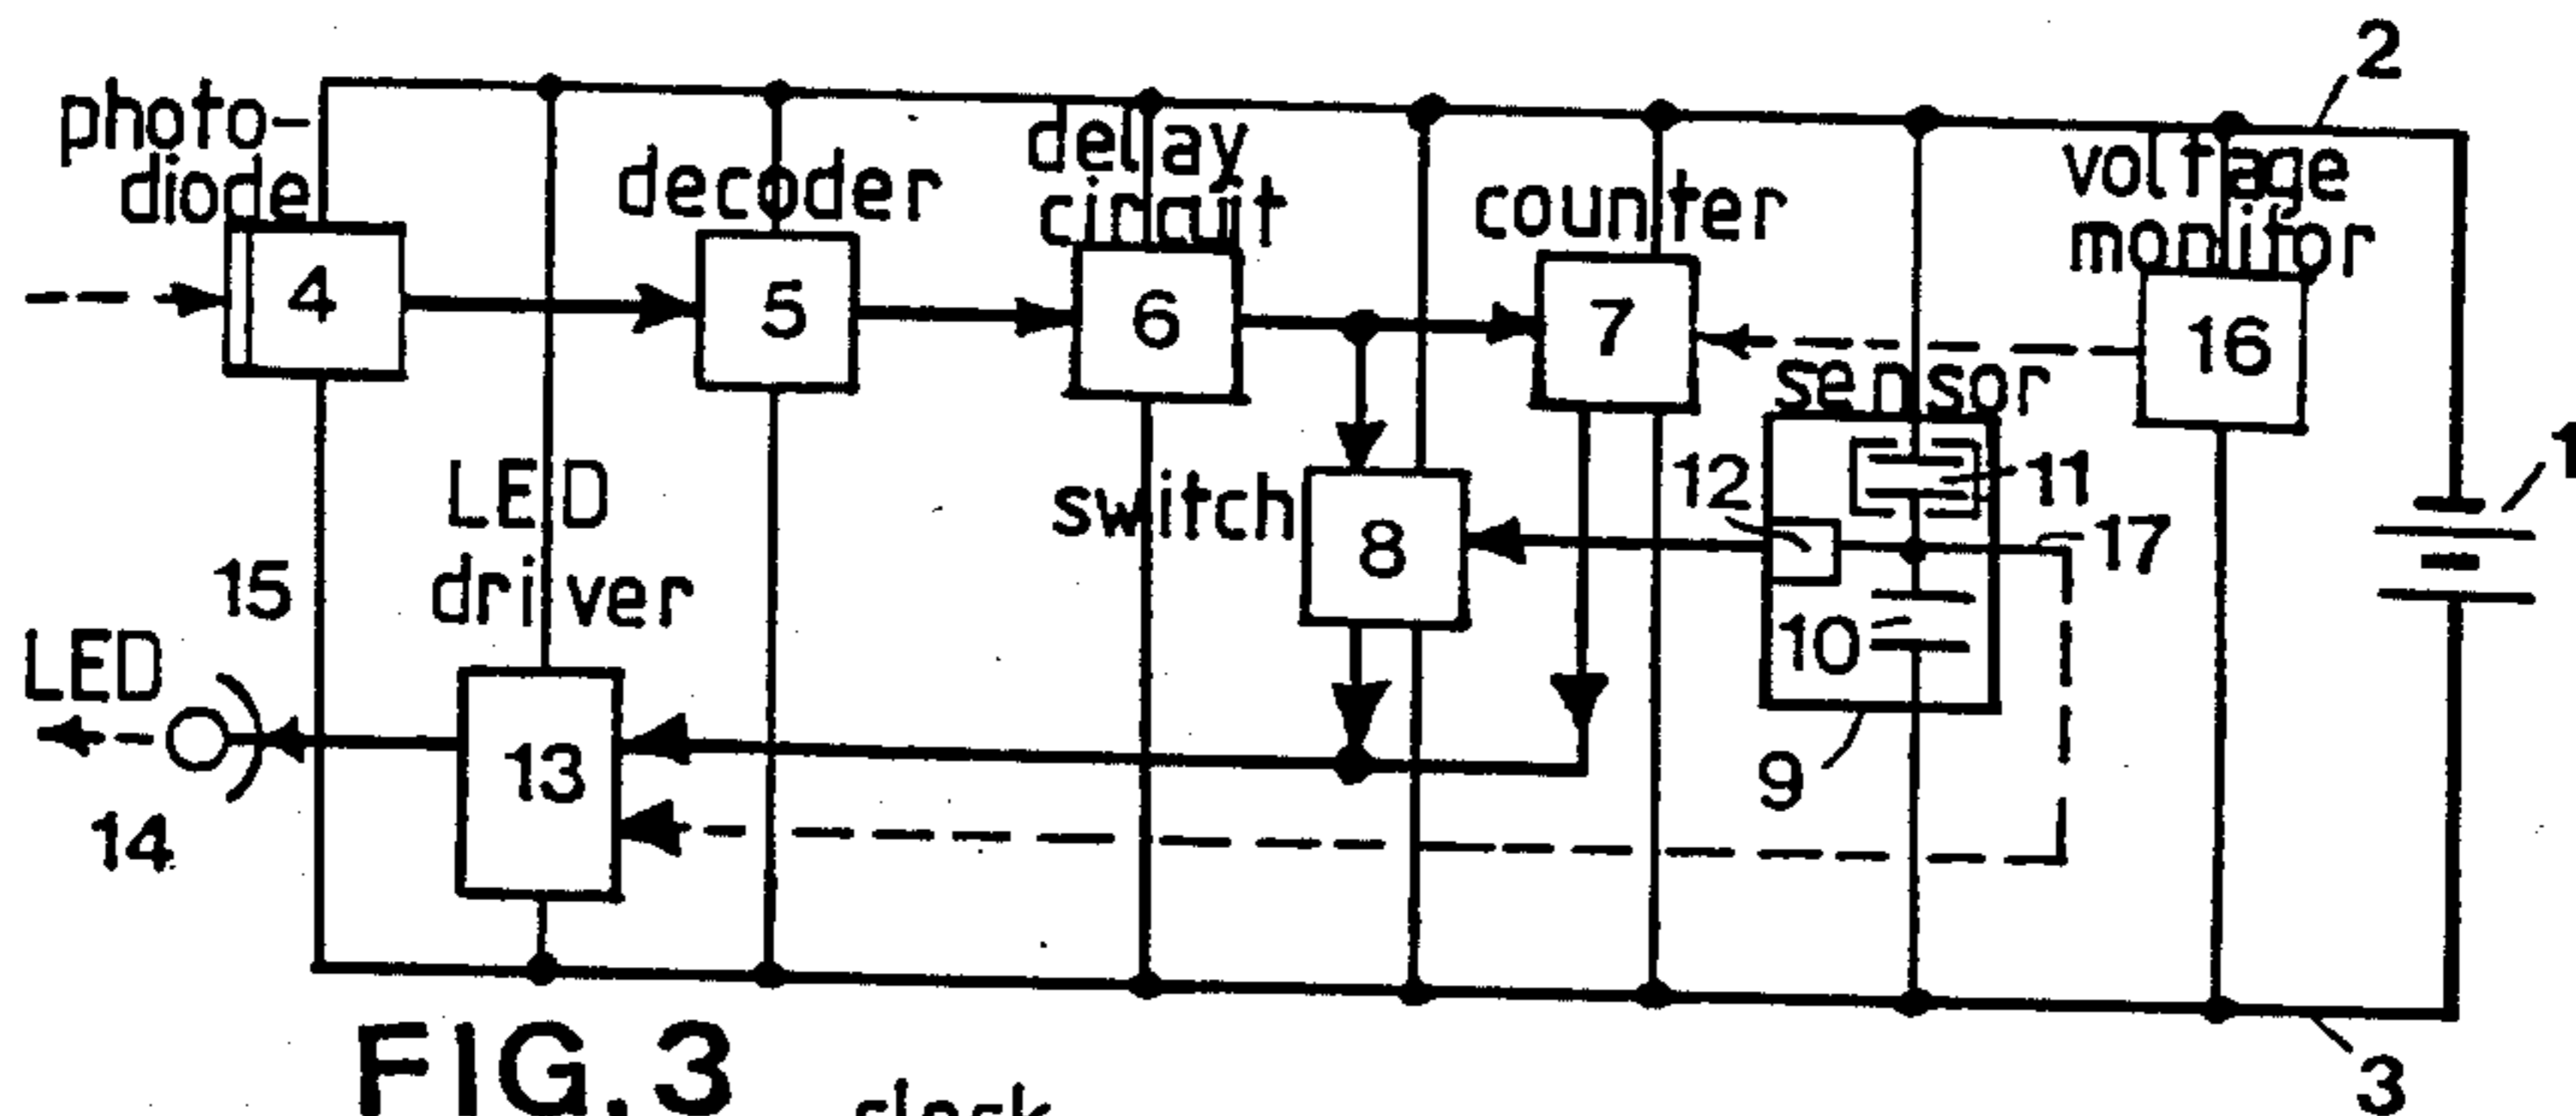 2
photo-
diode
decoder
delay
circuit
counter
voltage
monitor
4
5
6
7
16
sensor
LED
driver
switch
8
12
11
17
1
15
10
LED
13
9
14
FIG.3
clock
3